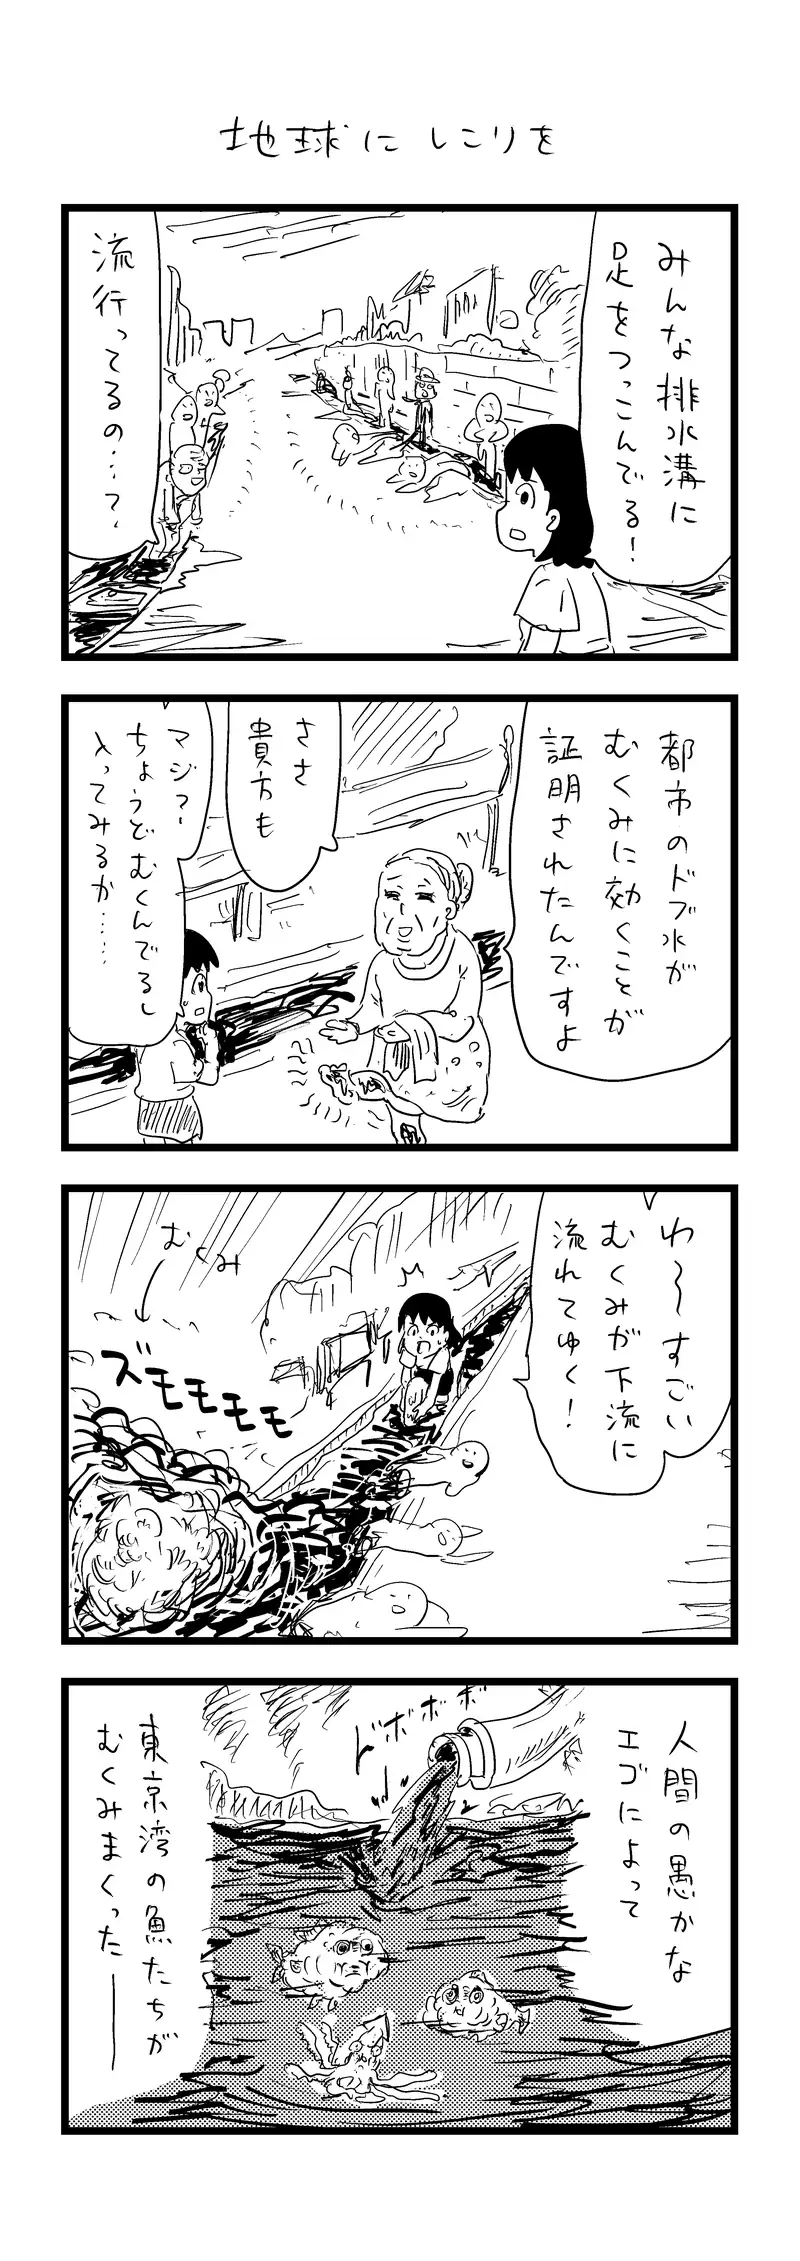 地球にしこりを
みんな排水溝に
足をつっこんでる!
流行ってるの…?
都市のドブ水が
むくみに効くことが
証明されたんですよ
ささ
貴方も
マジ?
ちょうどむくんでるし
入ってみるか……
わ〜すごい
むくみが下流に
流れてゆく!
むくみ
ズモモモモ
人間の愚かな
エゴによって
ドボボボ
東京湾の魚たちが
むくみまくった──